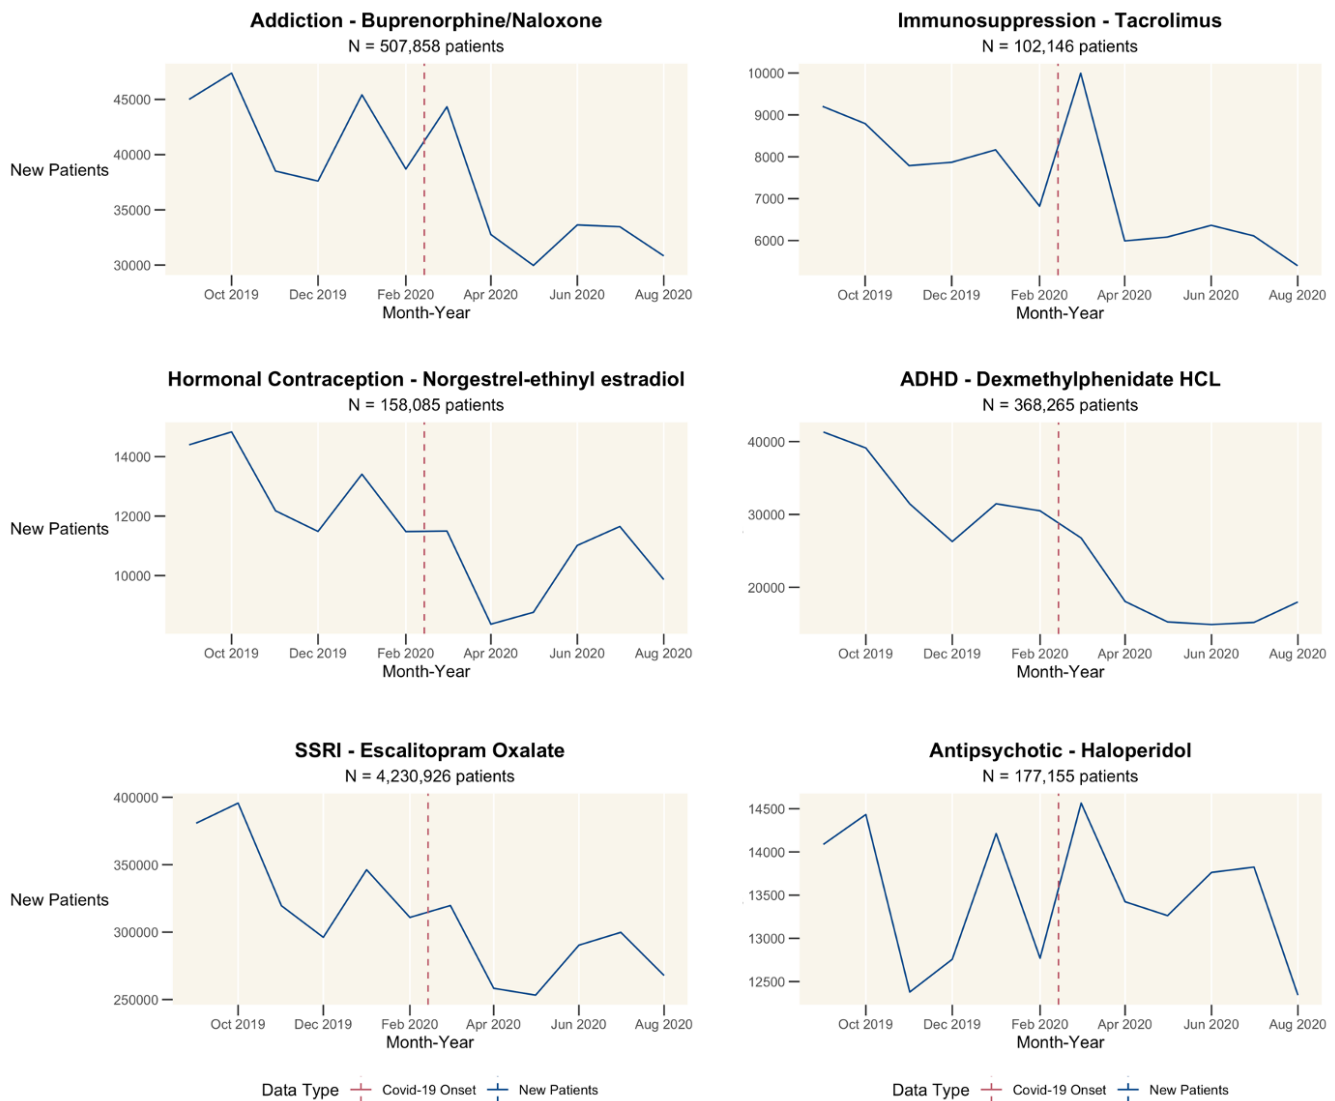 Addiction - Buprenorphine/Naloxone
N = 507,858 patients
New Patients
45000
40000
35000
30000
Oct 2019 Dec 2019 Feb 2020 Apr 2020 Jun 2020 Aug 2020
Month-Year
Immunosuppression - Tacrolimus
N = 102,146 patients
10000
9000
8000
7000
6000
Oct 2019 Dec 2019 Feb 2020 Apr 2020 Jun 2020 Aug 2020
Month-Year
Hormonal Contraception - Norgestrel-ethinyl estradiol
N = 158,085 patients
New Patients
14000
12000
10000
Oct 2019 Dec 2019 Feb 2020 Apr 2020 Jun 2020 Aug 2020
Month-Year
ADHD - Dexmethylphenidate HCL
N = 368,265 patients
40000
30000
20000
Oct 2019 Dec 2019 Feb 2020 Apr 2020 Jun 2020 Aug 2020
Month-Year
SSRI - Escalitopram Oxalate
N = 4,230,926 patients
New Patients
400000
350000
300000
250000
Oct 2019 Dec 2019 Feb 2020 Apr 2020 Jun 2020 Aug 2020
Month-Year
Data Type Covid-19 Onset New Patients
Antipsychotic - Haloperidol
N = 177,155 patients
14500
14000
13500
13000
12500
Oct 2019 Dec 2019 Feb 2020 Apr 2020 Jun 2020 Aug 2020
Month-Year
Data Type Covid-19 Onset New Patients